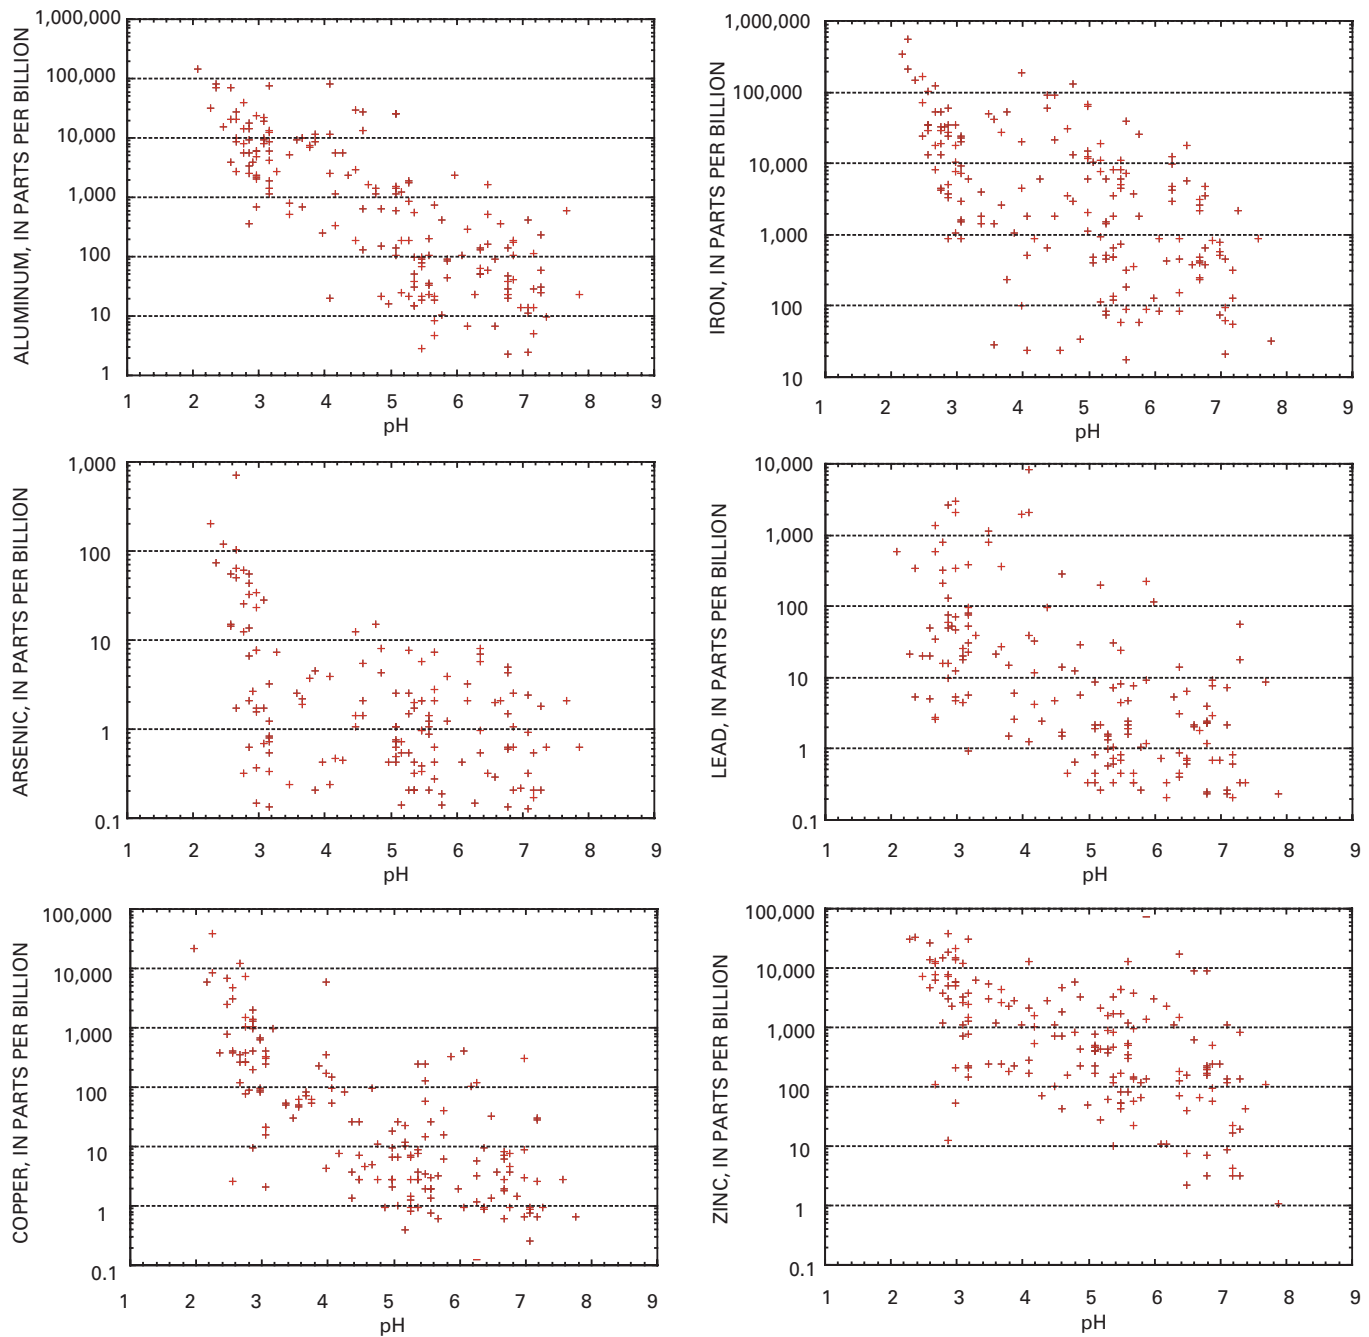 ALUMINUM, IN PARTS PER BILLION
1,000,000
100,000
10,000
1,000
100
10
1
1 2 3 4 5 6 7 8 9
pH
IRON, IN PARTS PER BILLION
1,000,000
100,000
10,000
1,000
100
10
1 2 3 4 5 6 7 8 9
pH
ARSENIC, IN PARTS PER BILLION
1,000
100
10
1
0.1
1 2 3 4 5 6 7 8 9
pH
LEAD, IN PARTS PER BILLION
10,000
1,000
100
10
1
0.1
1 2 3 4 5 6 7 8 9
pH
COPPER, IN PARTS PER BILLION
100,000
10,000
1,000
100
10
1
0.1
1 2 3 4 5 6 7 8 9
pH
ZINC, IN PARTS PER BILLION
100,000
10,000
1,000
100
10
1
0.1
1 2 3 4 5 6 7 8 9
pH